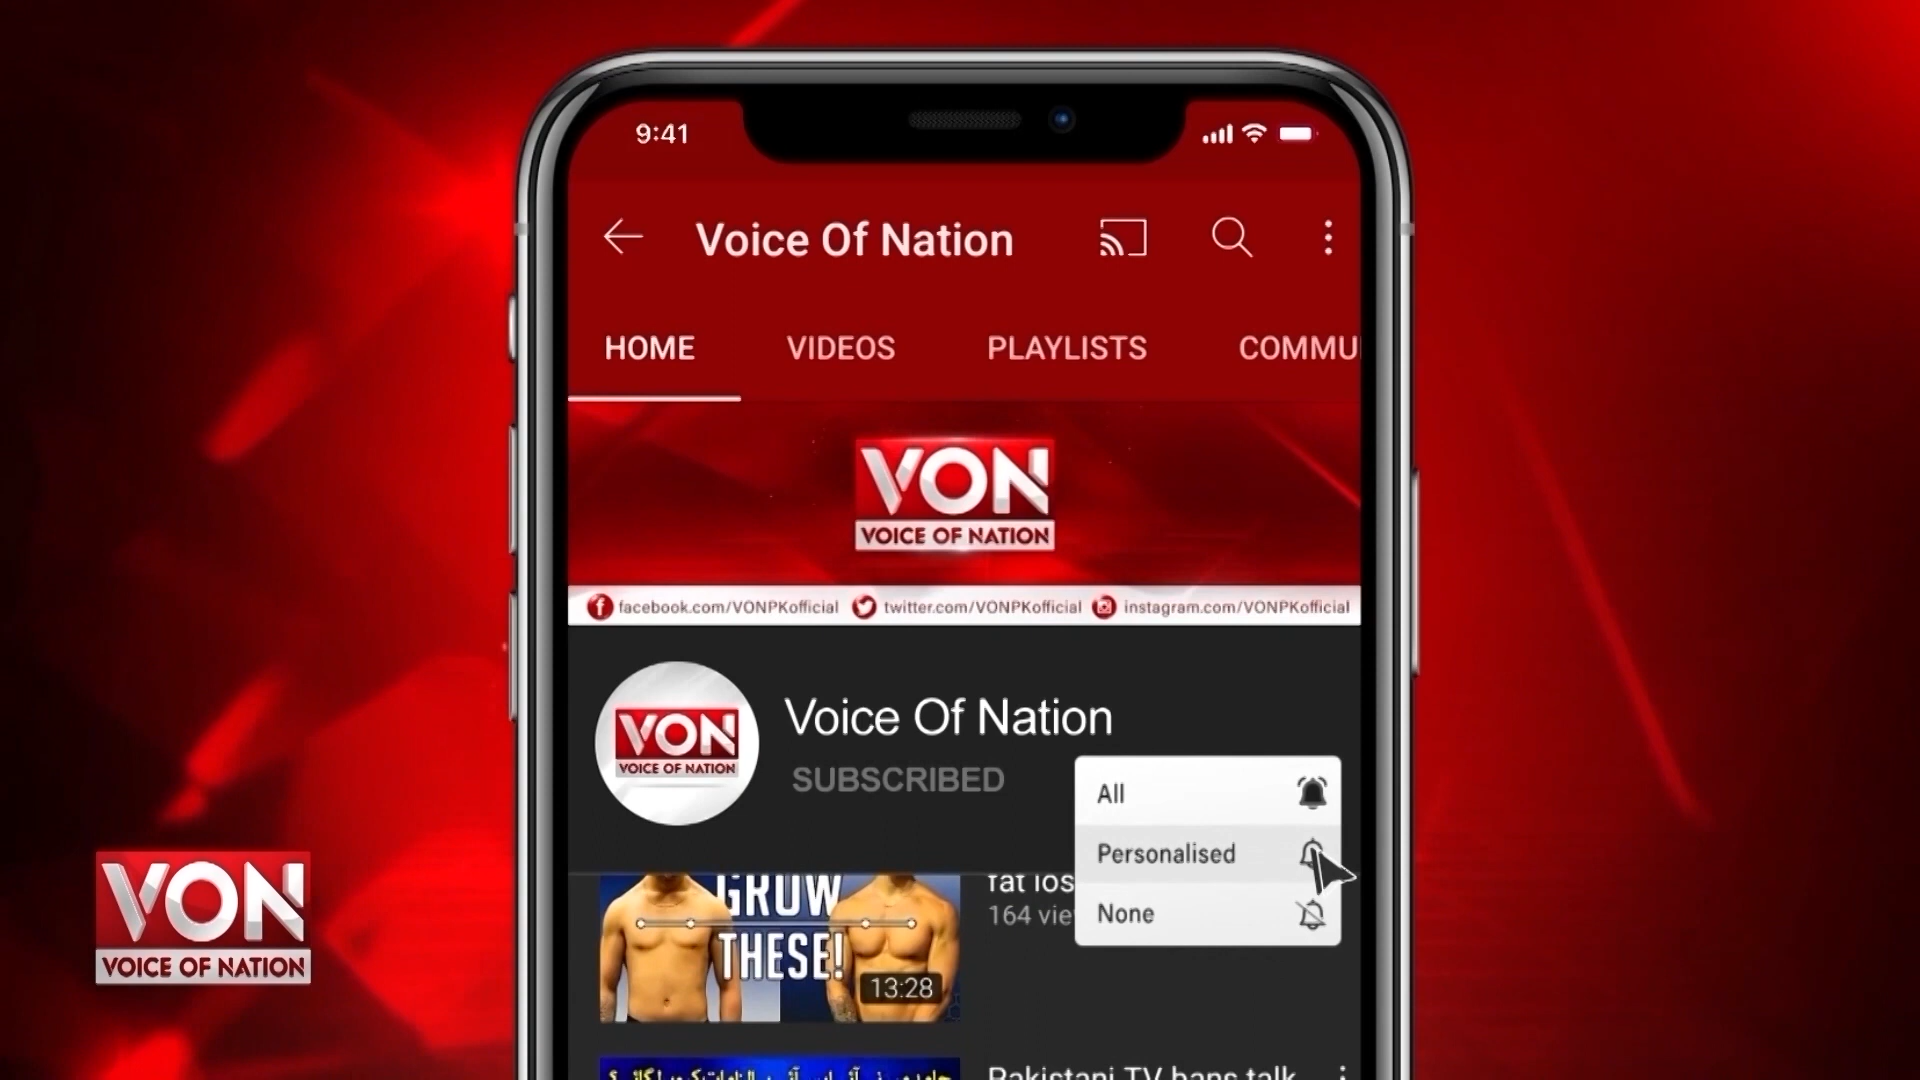 9:41
Voice Of Nation
HOME VIDEOS PLAYLISTS COMMU
VON
VOICE OF NATION
facebook.com/VONPKofficial twitter.com/VONPKofficial instagram.com/VONPKofficial
VON
VOICE OF NATION
Voice Of Nation
SUBSCRIBED
All
Personalised
None
GROW
THESE!
13:28
fat los
164 vie
VON
VOICE OF NATION
Pakistani TV bans talk